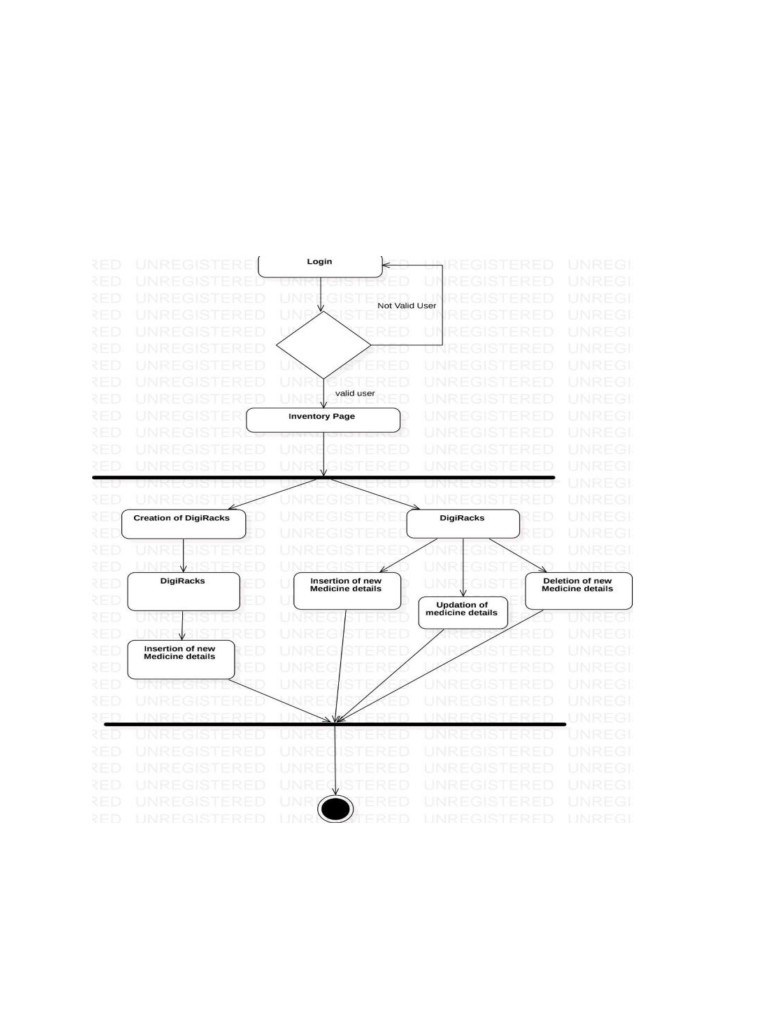 Login
Not Valid User
valid user
Inventory Page
Creation of DigiRacks
DigiRacks
DigiRacks
Insertion of new
Medicine details
Updation of
medicine details
Deletion of new
Medicine details
Insertion of new
Medicine details
UNREGISTERED